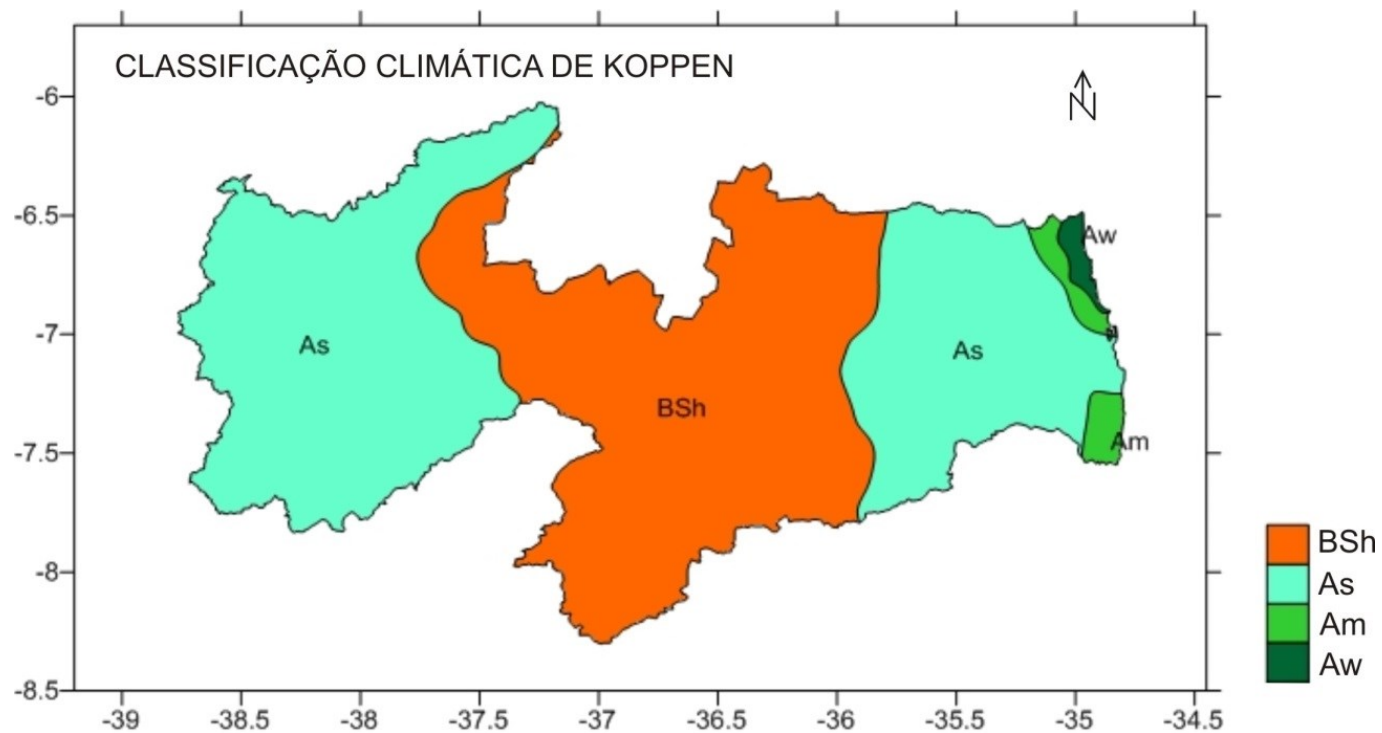 CLASSIFICAÇÃO CLIMÁTICA DE KOPPEN
N
-6
-6.5
-7
-7.5
-8
-8.5
Aw
As
As
BSh
Am
BSh
As
Am
Aw
-39 -38.5 -38 -37.5 -37 -36.5 -36 -35.5 -35 -34.5